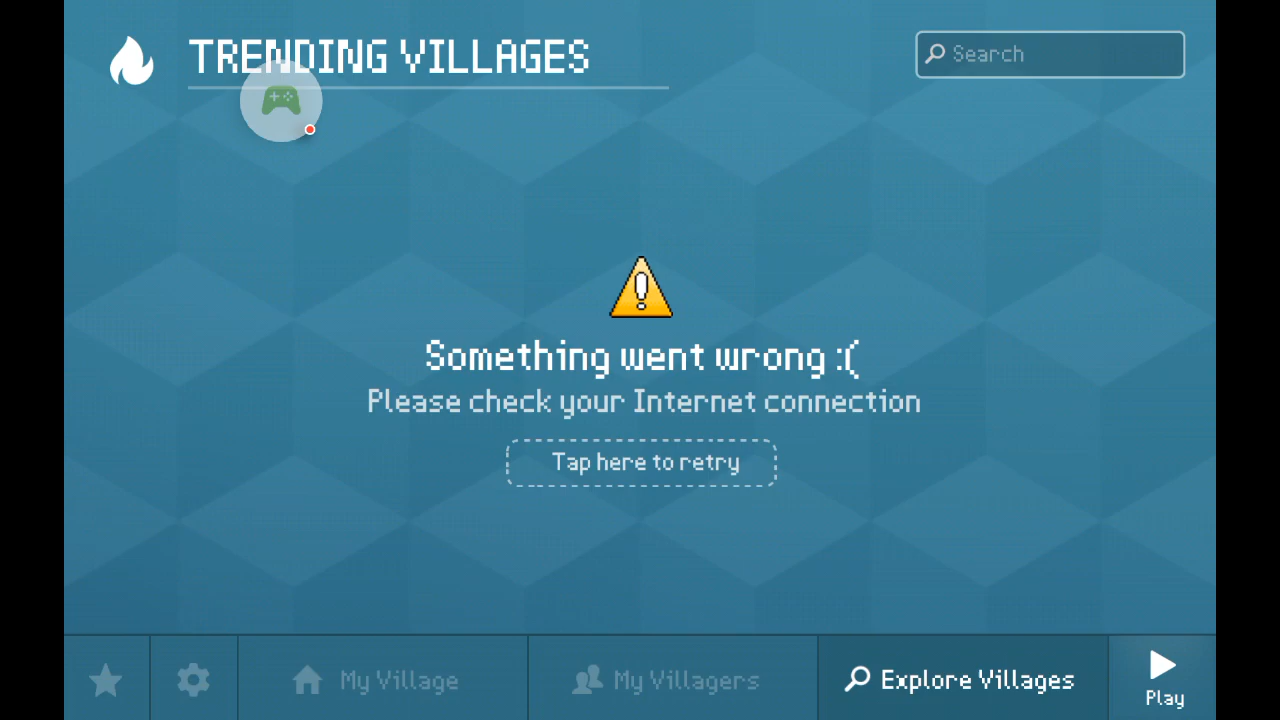 TRENDING VILLAGES
Search
Something went wrong :(
Please check your Internet connection
Tap here to retry
My Village
My Villagers
Explore Villages
Play